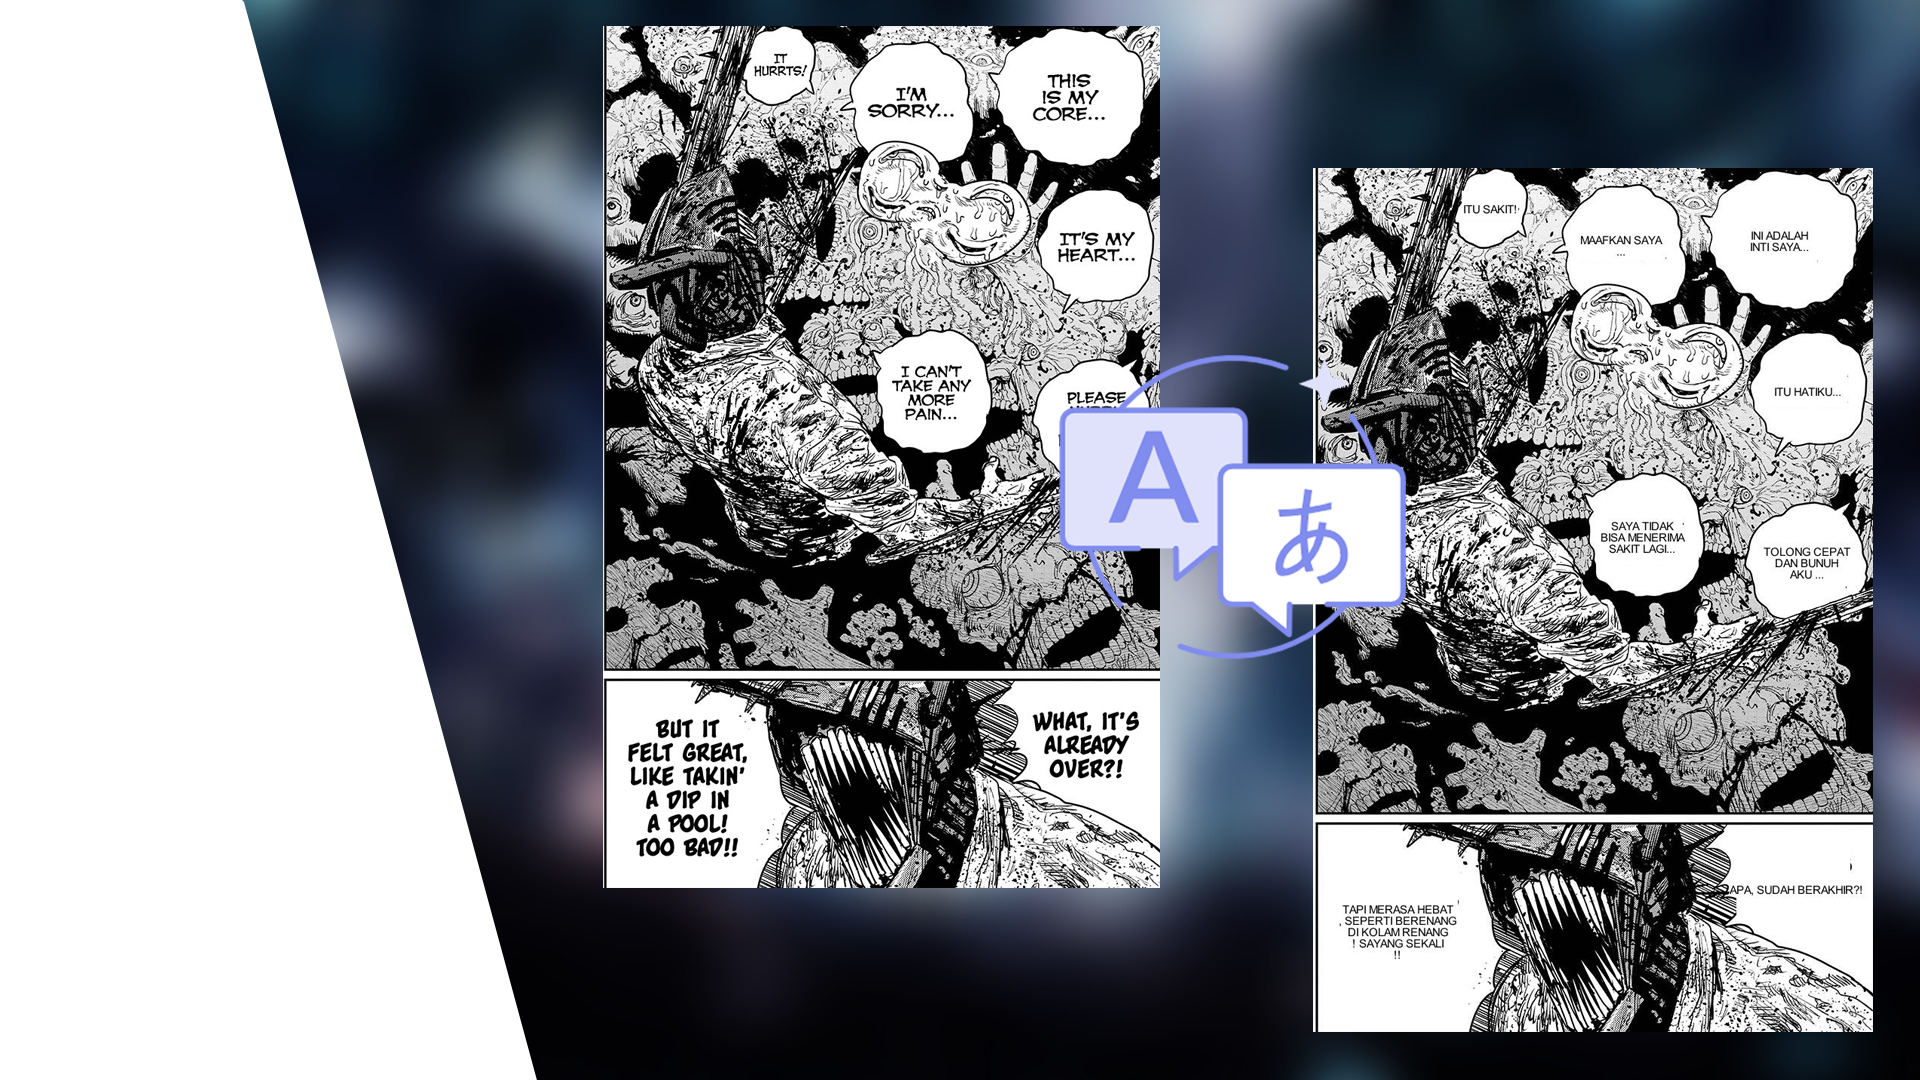 IT
HURRTS!
I'M
SORRY...
THIS
IS MY
CORE...
IT'S MY
HEART...
I CAN'T
TAKE ANY
MORE
PAIN...
PLEASE
BUT IT
FELT GREAT,
LIKE TAKIN'
A DIP IN
A POOL!
TOO BAD!!
WHAT, IT'S
ALREADY
OVER?!
A
あ
ITU SAKIT!
MAAFKAN SAYA
...
INI ADALAH
INTI SAYA...
ITU HATIKU...
SAYA TIDAK
BISA MENERIMA
SAKIT LAGI...
TOLONG CEPAT
DAN BUNUH
AKU ...
TAPI MERASA HEBAT
, SEPERTI BERENANG
DI KOLAM RENANG
! SAYANG SEKALI
!!
APA, SUDAH BERAKHIR?!